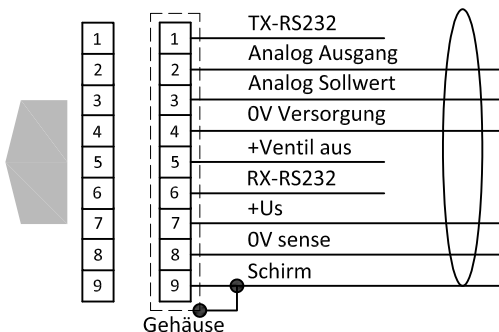 1 1 TX-RS232
2 2 Analog Ausgang
3 3 Analog Sollwert
4 4 0V Versorgung
5 5 +Ventil aus
6 6 RX-RS232
7 7 +Us
8 8 0V sense
9 9 Schirm
Gehäuse